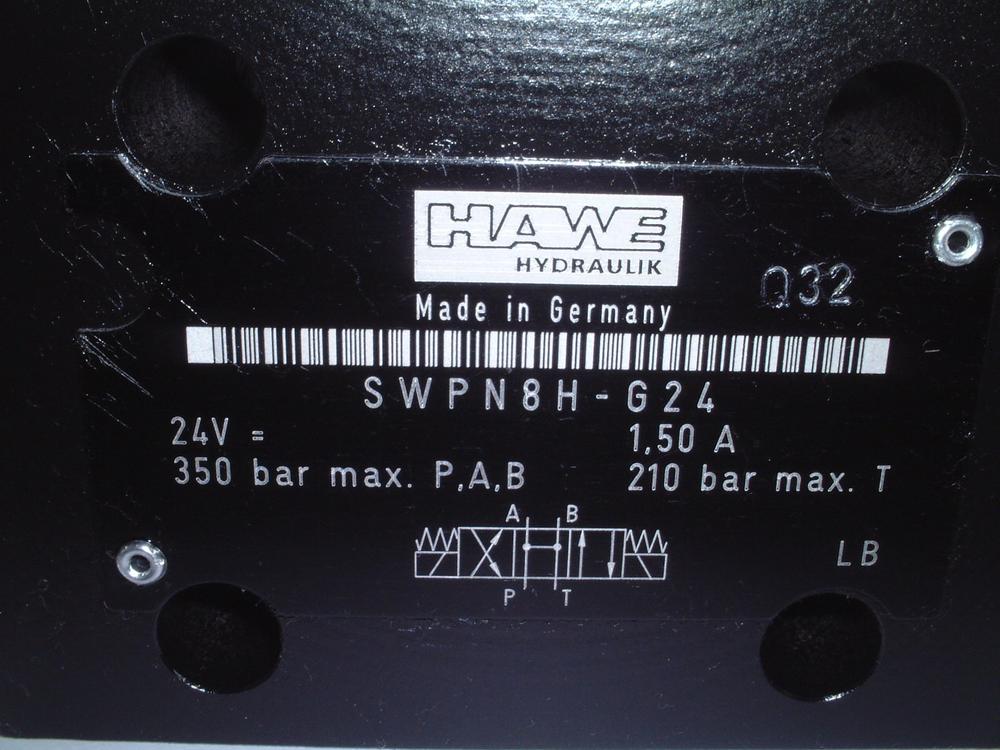 HAWE
HYDRAULIK
Q32
Made in Germany
SWPN8H-G24
24V = 1,50 A
350 bar max. P,A,B 210 bar max. T
A B
LB
P T